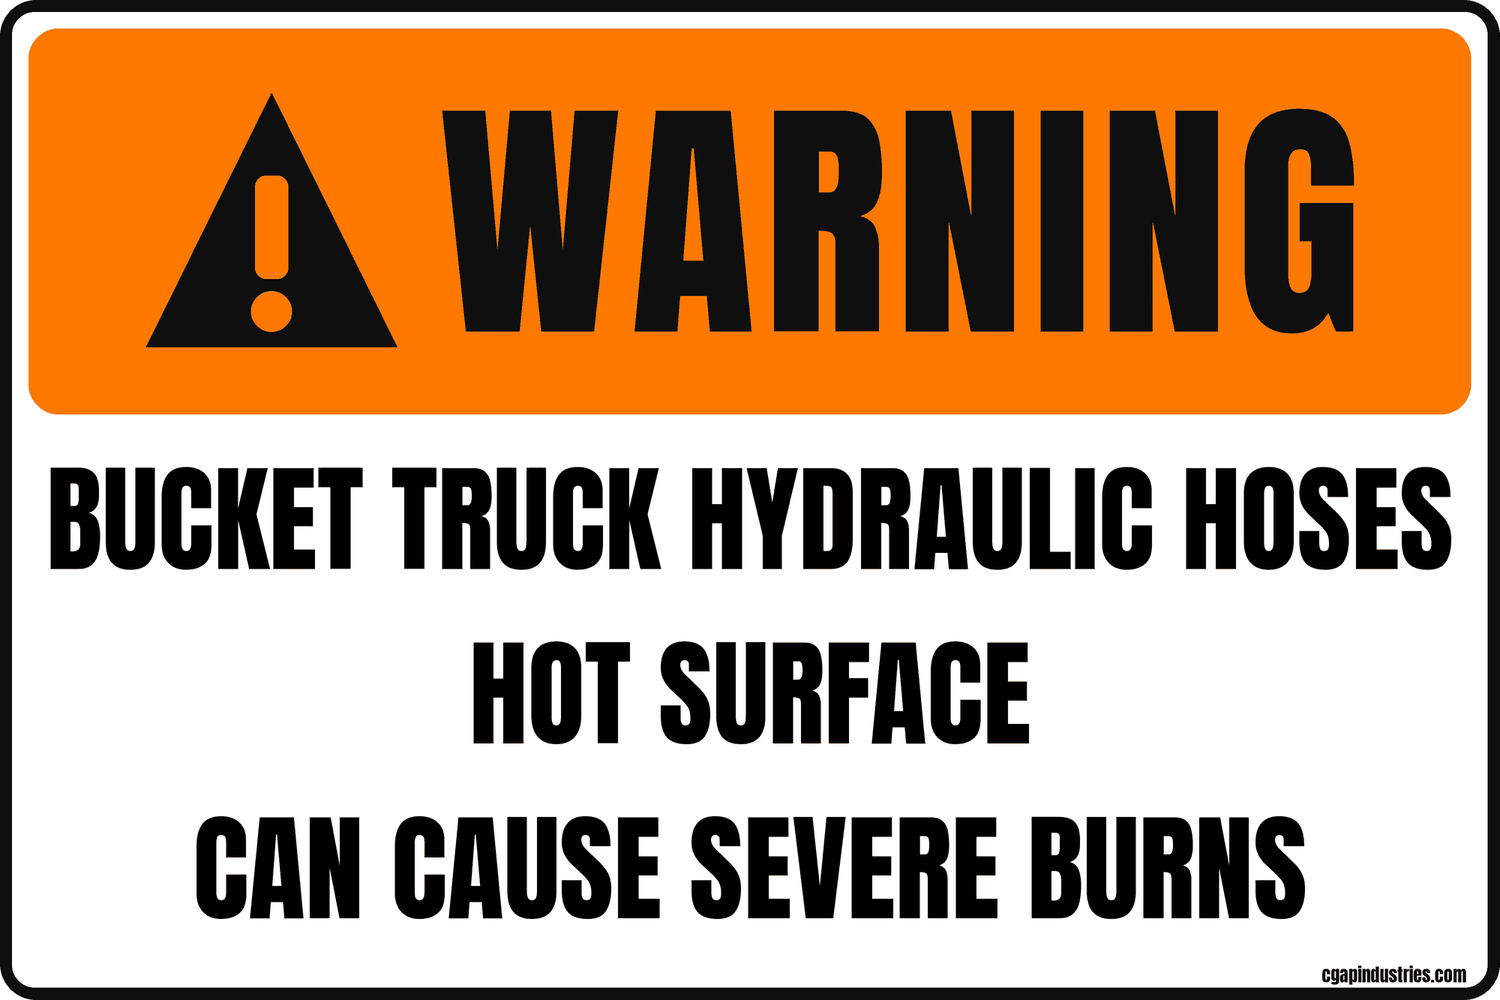 WARNING
BUCKET TRUCK HYDRAULIC HOSES
HOT SURFACE
CAN CAUSE SEVERE BURNS
cgapindustries.com